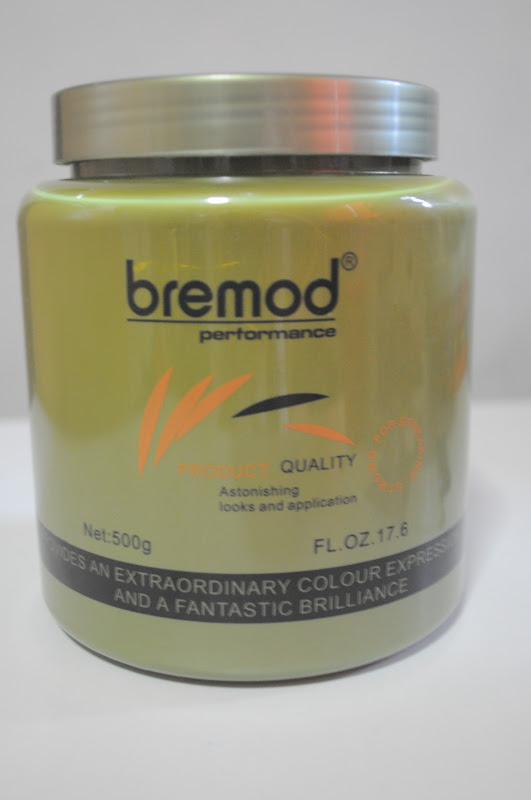 bremod®
performance
PRODUCT QUALITY
Astonishing
looks and application
Net:500g
FL.OZ.17.6
AN EXTRAORDINARY COLOUR
AND A FANTASTIC BRILLIANCE